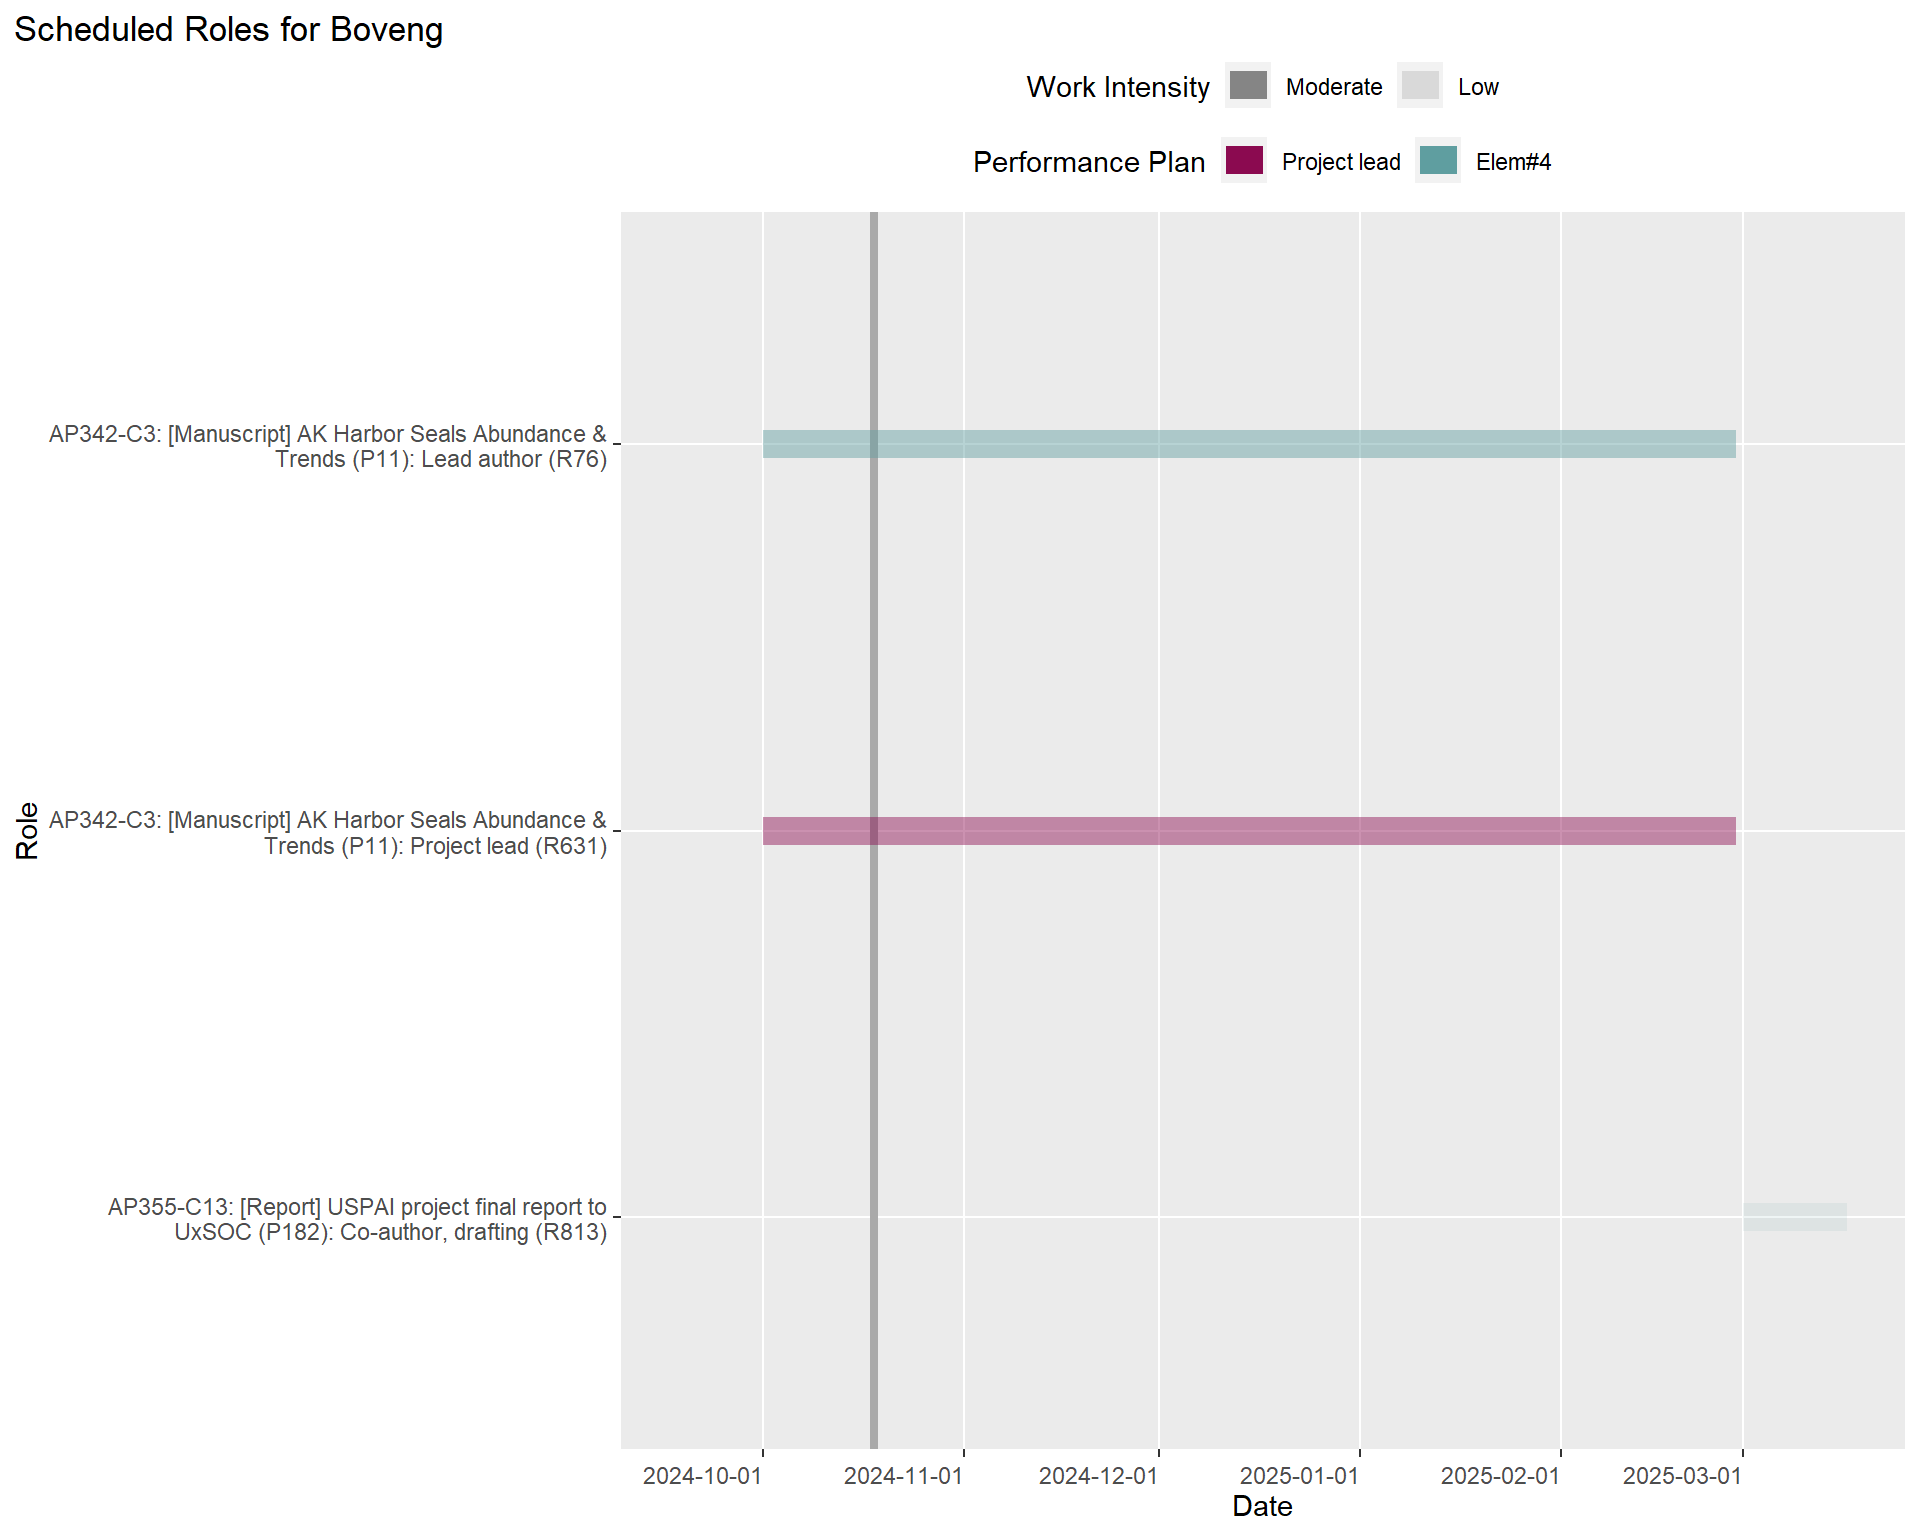 Scheduled Roles for Boveng
Work Intensity Moderate Low
Performance Plan Project lead Elem#4
Role
AP342-C3: [Manuscript] AK Harbor Seals Abundance &
Trends (P11): Lead author (R76)
AP342-C3: [Manuscript] AK Harbor Seals Abundance &
Trends (P11): Project lead (R631)
AP355-C13: [Report] USPAI project final report to
UxSOC (P182): Co-author, drafting (R813)
2024-10-01 2024-11-01 2024-12-01 2025-01-01 2025-02-01 2025-03-01
Date